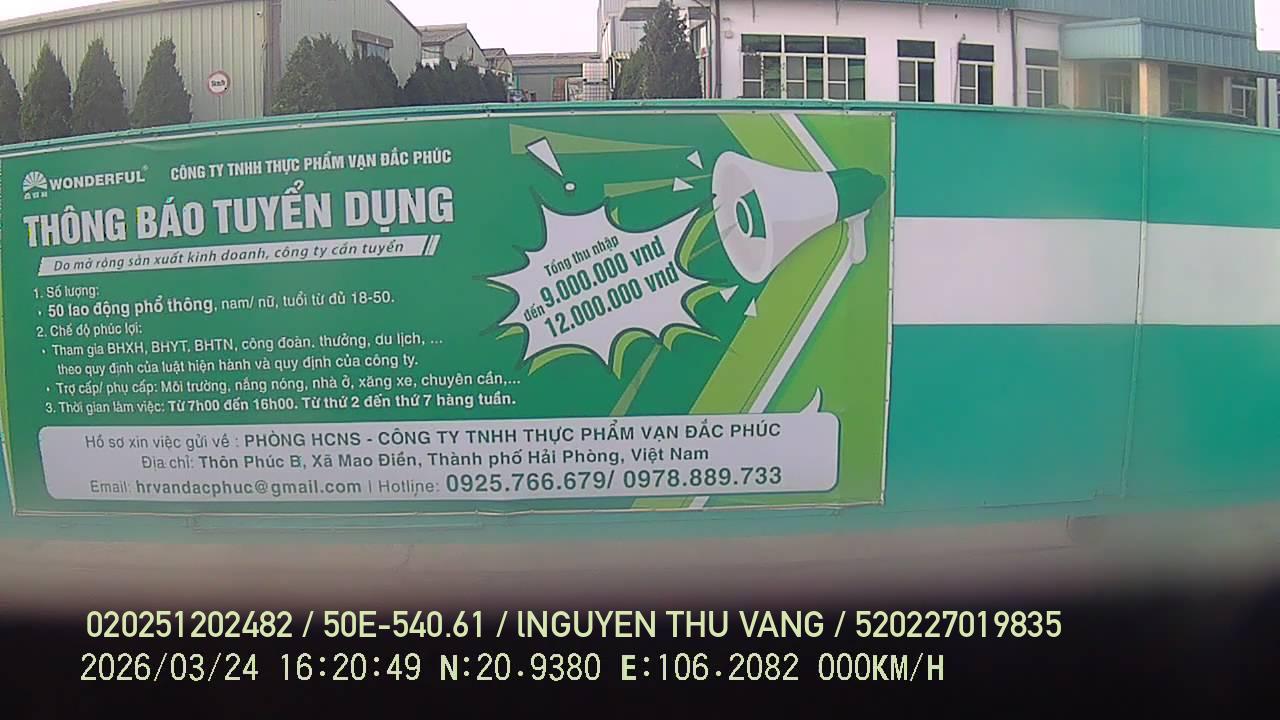 5km/h
WONDERFUL®
CÔNG TY TNHH THỰC PHẨM VẠN ĐẮC PHÚC
THÔNG BÁO TUYỂN DỤNG
Do mở rộng sản xuất kinh doanh, công ty cần tuyển
1. Số lượng:
• 50 lao động phổ thông, nam/ nữ, tuổi từ đủ 18-50.
2. Chế độ phúc lợi:
• Tham gia BHXH, BHYT, BHTN, công đoàn, thưởng, du lịch, ...
theo quy định của luật hiện hành và quy định của công ty.
• Trợ cấp/ phụ cấp: Môi trường, nắng nóng, nhà ở, xăng xe, chuyên cần,...
3. Thời gian làm việc: Từ 7h00 đến 16h00. Từ thứ 2 đến thứ 7 hàng tuần.
Tổng thu nhập
9.000.000 vnd
đến 12.000.000 vnd
Hồ sơ xin việc gửi về : PHÒNG HCNS - CÔNG TY TNHH THỰC PHẨM VẠN ĐẮC PHÚC
Địa chỉ: Thôn Phúc B, Xã Mao Điền, Thành phố Hải Phòng, Việt Nam
Email: hrvandacphuc@gmail.com | Hotline: 0925.766.679/ 0978.889.733
020251202482 / 50E-540.61 / lNGUYEN THU VANG / 520227019835
2026/03/24 16:20:49 N:20.9380 E:106.2082 000KM/H